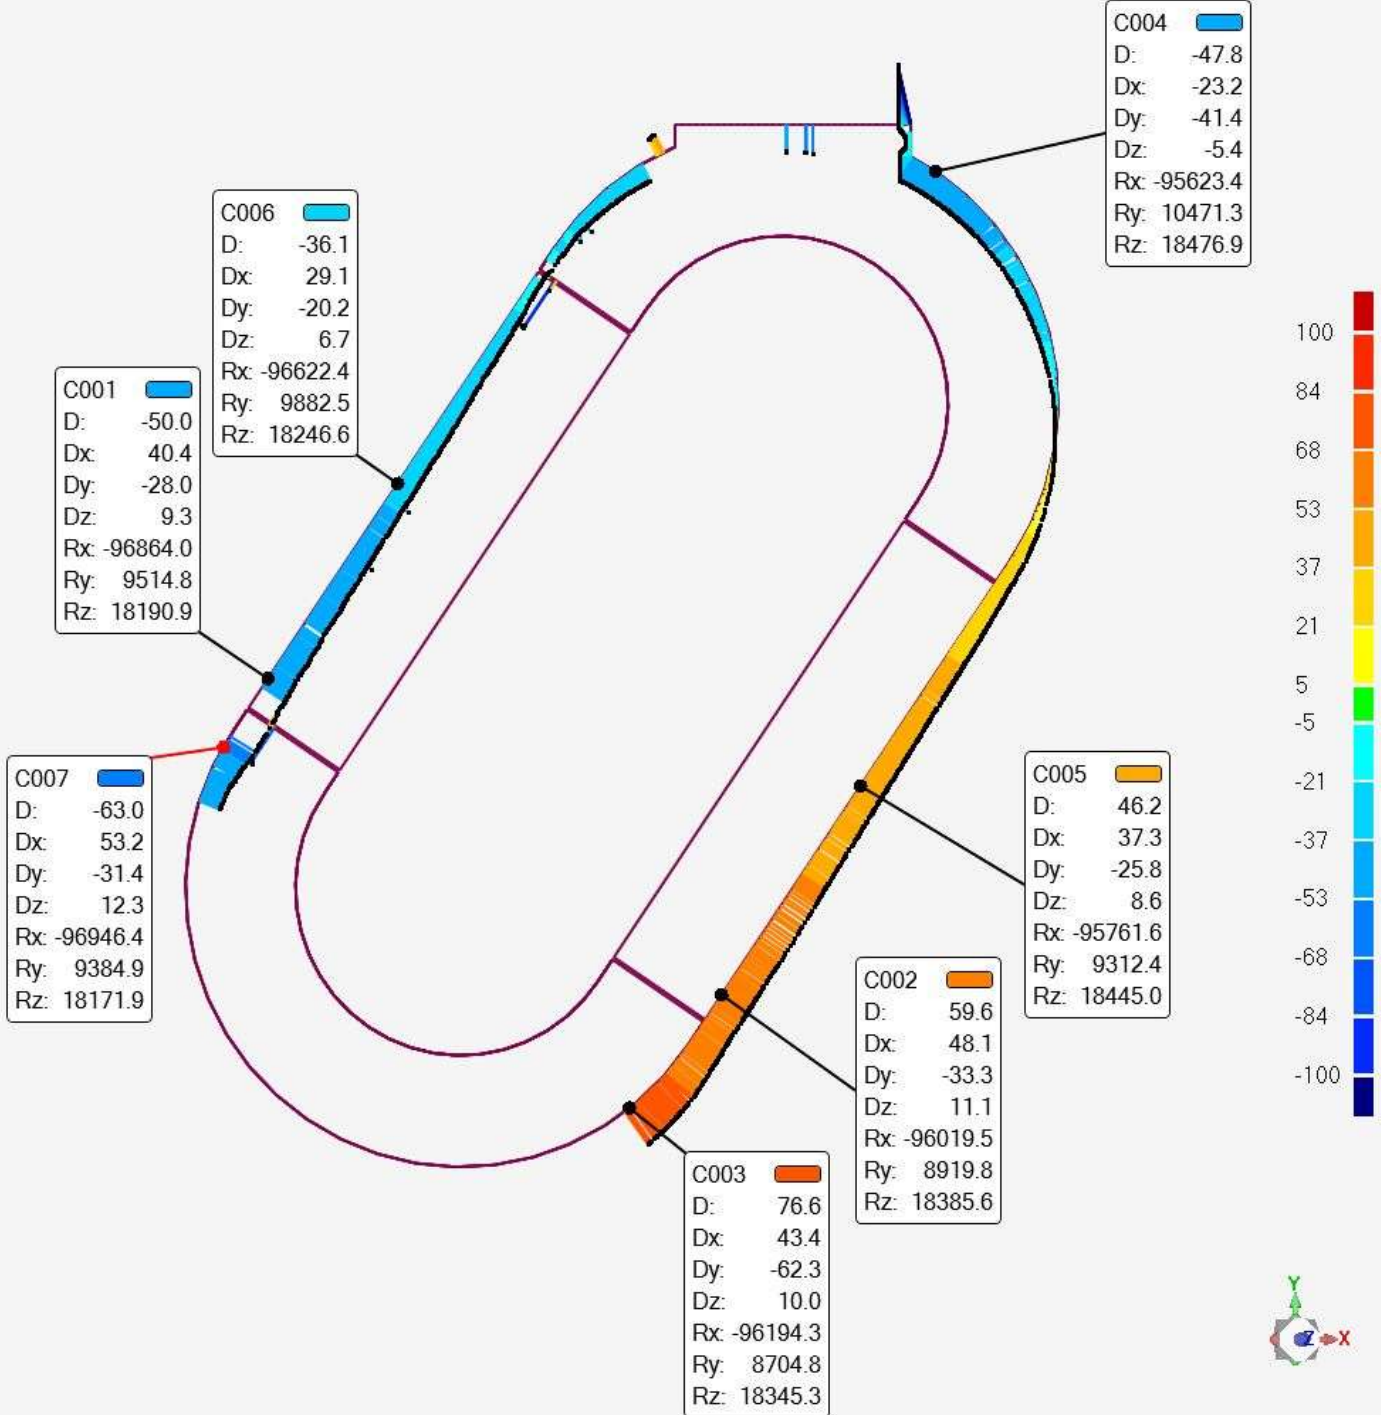 C004
D: -47.8
Dx: -23.2
Dy: -41.4
Dz: -5.4
Rx: -95623.4
Ry: 10471.3
Rz: 18476.9
C006
D: -36.1
Dx: 29.1
Dy: -20.2
Dz: 6.7
Rx: -96622.4
Ry: 9882.5
Rz: 18246.6
C001
D: -50.0
Dx: 40.4
Dy: -28.0
Dz: 9.3
Rx: -96864.0
Ry: 9514.8
Rz: 18190.9
C007
D: -63.0
Dx: 53.2
Dy: -31.4
Dz: 12.3
Rx: -96946.4
Ry: 9384.9
Rz: 18171.9
C005
D: 46.2
Dx: 37.3
Dy: -25.8
Dz: 8.6
Rx: -95761.6
Ry: 9312.4
Rz: 18445.0
C002
D: 59.6
Dx: 48.1
Dy: -33.3
Dz: 11.1
Rx: -96019.5
Ry: 8919.8
Rz: 18385.6
C003
D: 76.6
Dx: 43.4
Dy: -62.3
Dz: 10.0
Rx: -96194.3
Ry: 8704.8
Rz: 18345.3
100
84
68
53
37
21
5
-5
-21
-37
-53
-68
-84
-100
Y
Z X